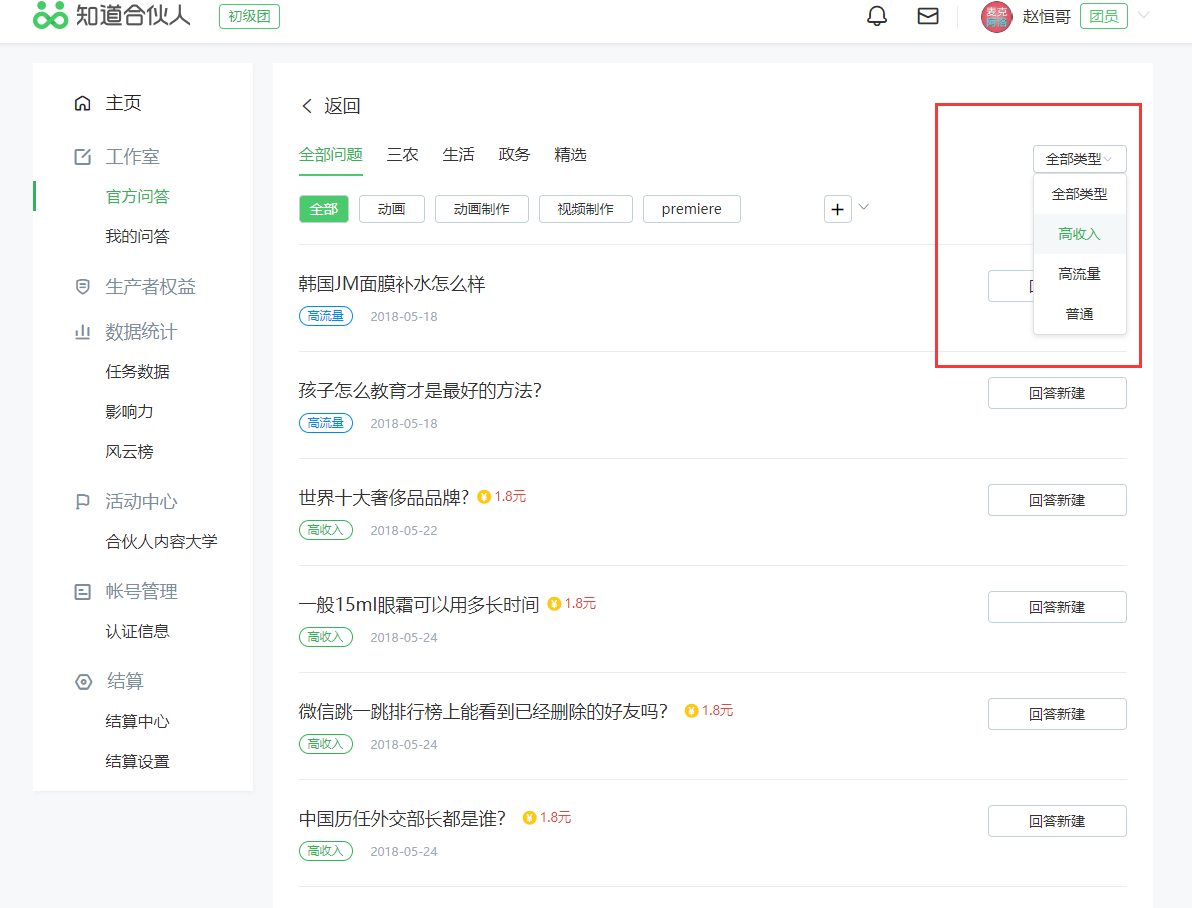 知道合伙人 初级团
赵恒哥 团员
主页
工作室
官方问答
我的问答
生产者权益
数据统计
任务数据
影响力
风云榜
活动中心
合伙人内容大学
帐号管理
认证信息
结算
结算中心
结算设置
返回
全部问题 三农 生活 政务 精选
全部类型
全部 动画 动画制作 视频制作 premiere +
全部类型
高收入
高流量
普通
韩国JM面膜补水怎么样
高流量 2018-05-18
孩子怎么教育才是最好的方法?
高流量 2018-05-18
回答新建
世界十大奢侈品品牌? ¥ 1.8元
高收入 2018-05-22
回答新建
一般15ml眼霜可以用多长时间 ¥ 1.8元
高收入 2018-05-24
回答新建
微信跳一跳排行榜上能看到已经删除的好友吗? ¥ 1.8元
高收入 2018-05-24
回答新建
中国历任外交部长都是谁? ¥ 1.8元
高收入 2018-05-24
回答新建